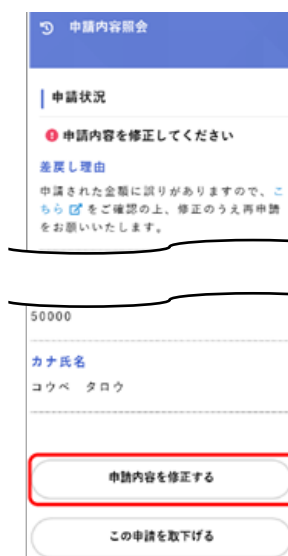 申請内容照会
申請状況
申請内容を修正してください
差戻し理由
申請された金額に誤りがありますので、こ
ちら をご確認の上、修正のうえ再申請
をお願いいたします。
50000
カナ氏名
コウベ タロウ
申請内容を修正する
この申請を取下げる